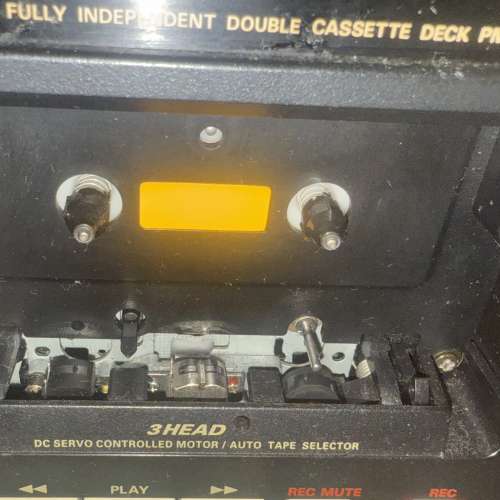 FULLY INDEPENDENT DOUBLE CASSETTE DECK
3HEAD
DC SERVO CONTROLLED MOTOR / AUTO TAPE SELECTOR
PLAY
REC MUTE
REC